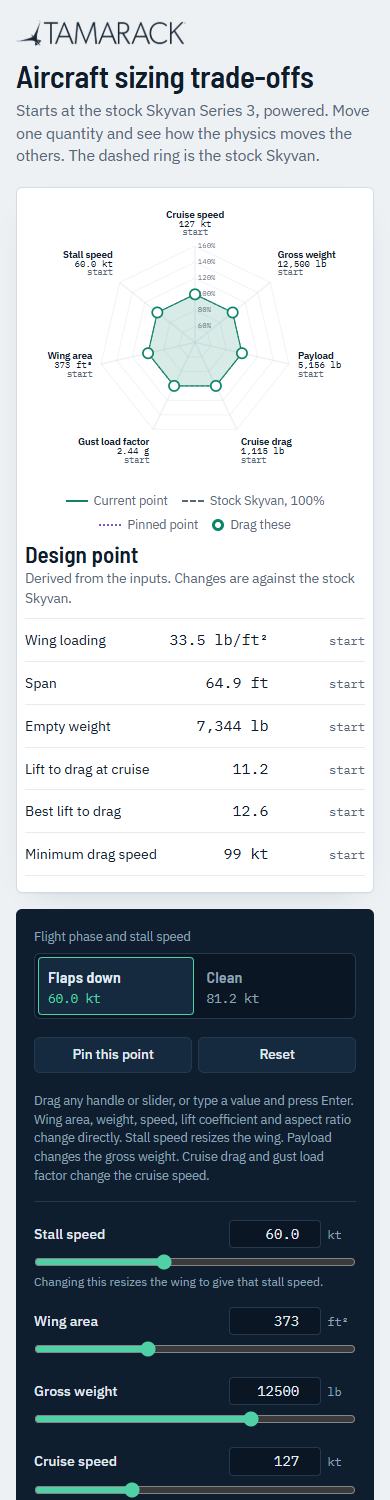 TAMARACK
Aircraft sizing trade-offs
Starts at the stock Skyvan Series 3, powered. Move
one quantity and see how the physics moves the
others. The dashed ring is the stock Skyvan.
Cruise speed
127 kt
start
Stall speed
60.0 kt
start
Gross weight
12,500 lb
start
160%
140%
120%
100%
80%
60%
Wing area
373 ft²
start
Payload
5,156 lb
start
Gust load factor
2.44 g
start
Cruise drag
1,115 lb
start
Current point
Stock Skyvan, 100%
Pinned point
Drag these
Design point
Derived from the inputs. Changes are against the stock
Skyvan.
Wing loading 33.5 lb/ft² start
Span 64.9 ft start
Empty weight 7,344 lb start
Lift to drag at cruise 11.2 start
Best lift to drag 12.6 start
Minimum drag speed 99 kt start
Flight phase and stall speed
Flaps down
60.0 kt
Clean
81.2 kt
Pin this point
Reset
Drag any handle or slider, or type a value and press Enter.
Wing area, weight, speed, lift coefficient and aspect ratio
change directly. Stall speed resizes the wing. Payload
changes the gross weight. Cruise drag and gust load
factor change the cruise speed.
Stall speed 60.0 kt
Changing this resizes the wing to give that stall speed.
Wing area 373 ft²
Gross weight 12500 lb
Cruise speed 127 kt